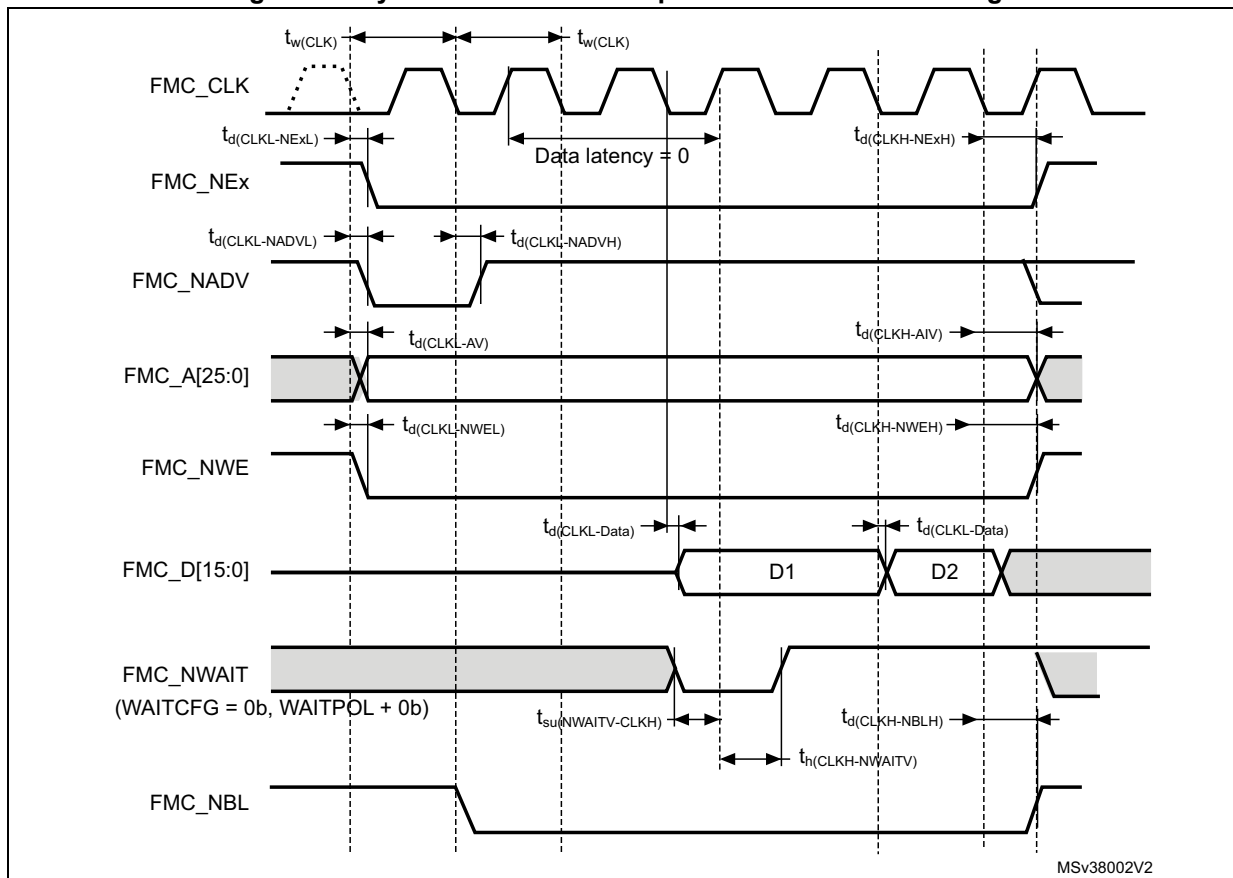 tw(CLK) tw(CLK)
FMC_CLK
td(CLKL-NExL) Data latency = 0 td(CLKH-NExH)
FMC_NEx
td(CLKL-NADVL) td(CLKL-NADVH)
FMC_NADV
td(CLKL-AV) td(CLKH-AIV)
FMC_A[25:0]
td(CLKL-NWEL) td(CLKH-NWEH)
FMC_NWE
td(CLKL-Data) td(CLKL-Data)
FMC_D[15:0] D1 D2
FMC_NWAIT
(WAITCFG = 0b, WAITPOL + 0b)
tsu(NWAITV-CLKH) td(CLKH-NBLH)
th(CLKH-NWAITV)
FMC_NBL
MSv38002V2